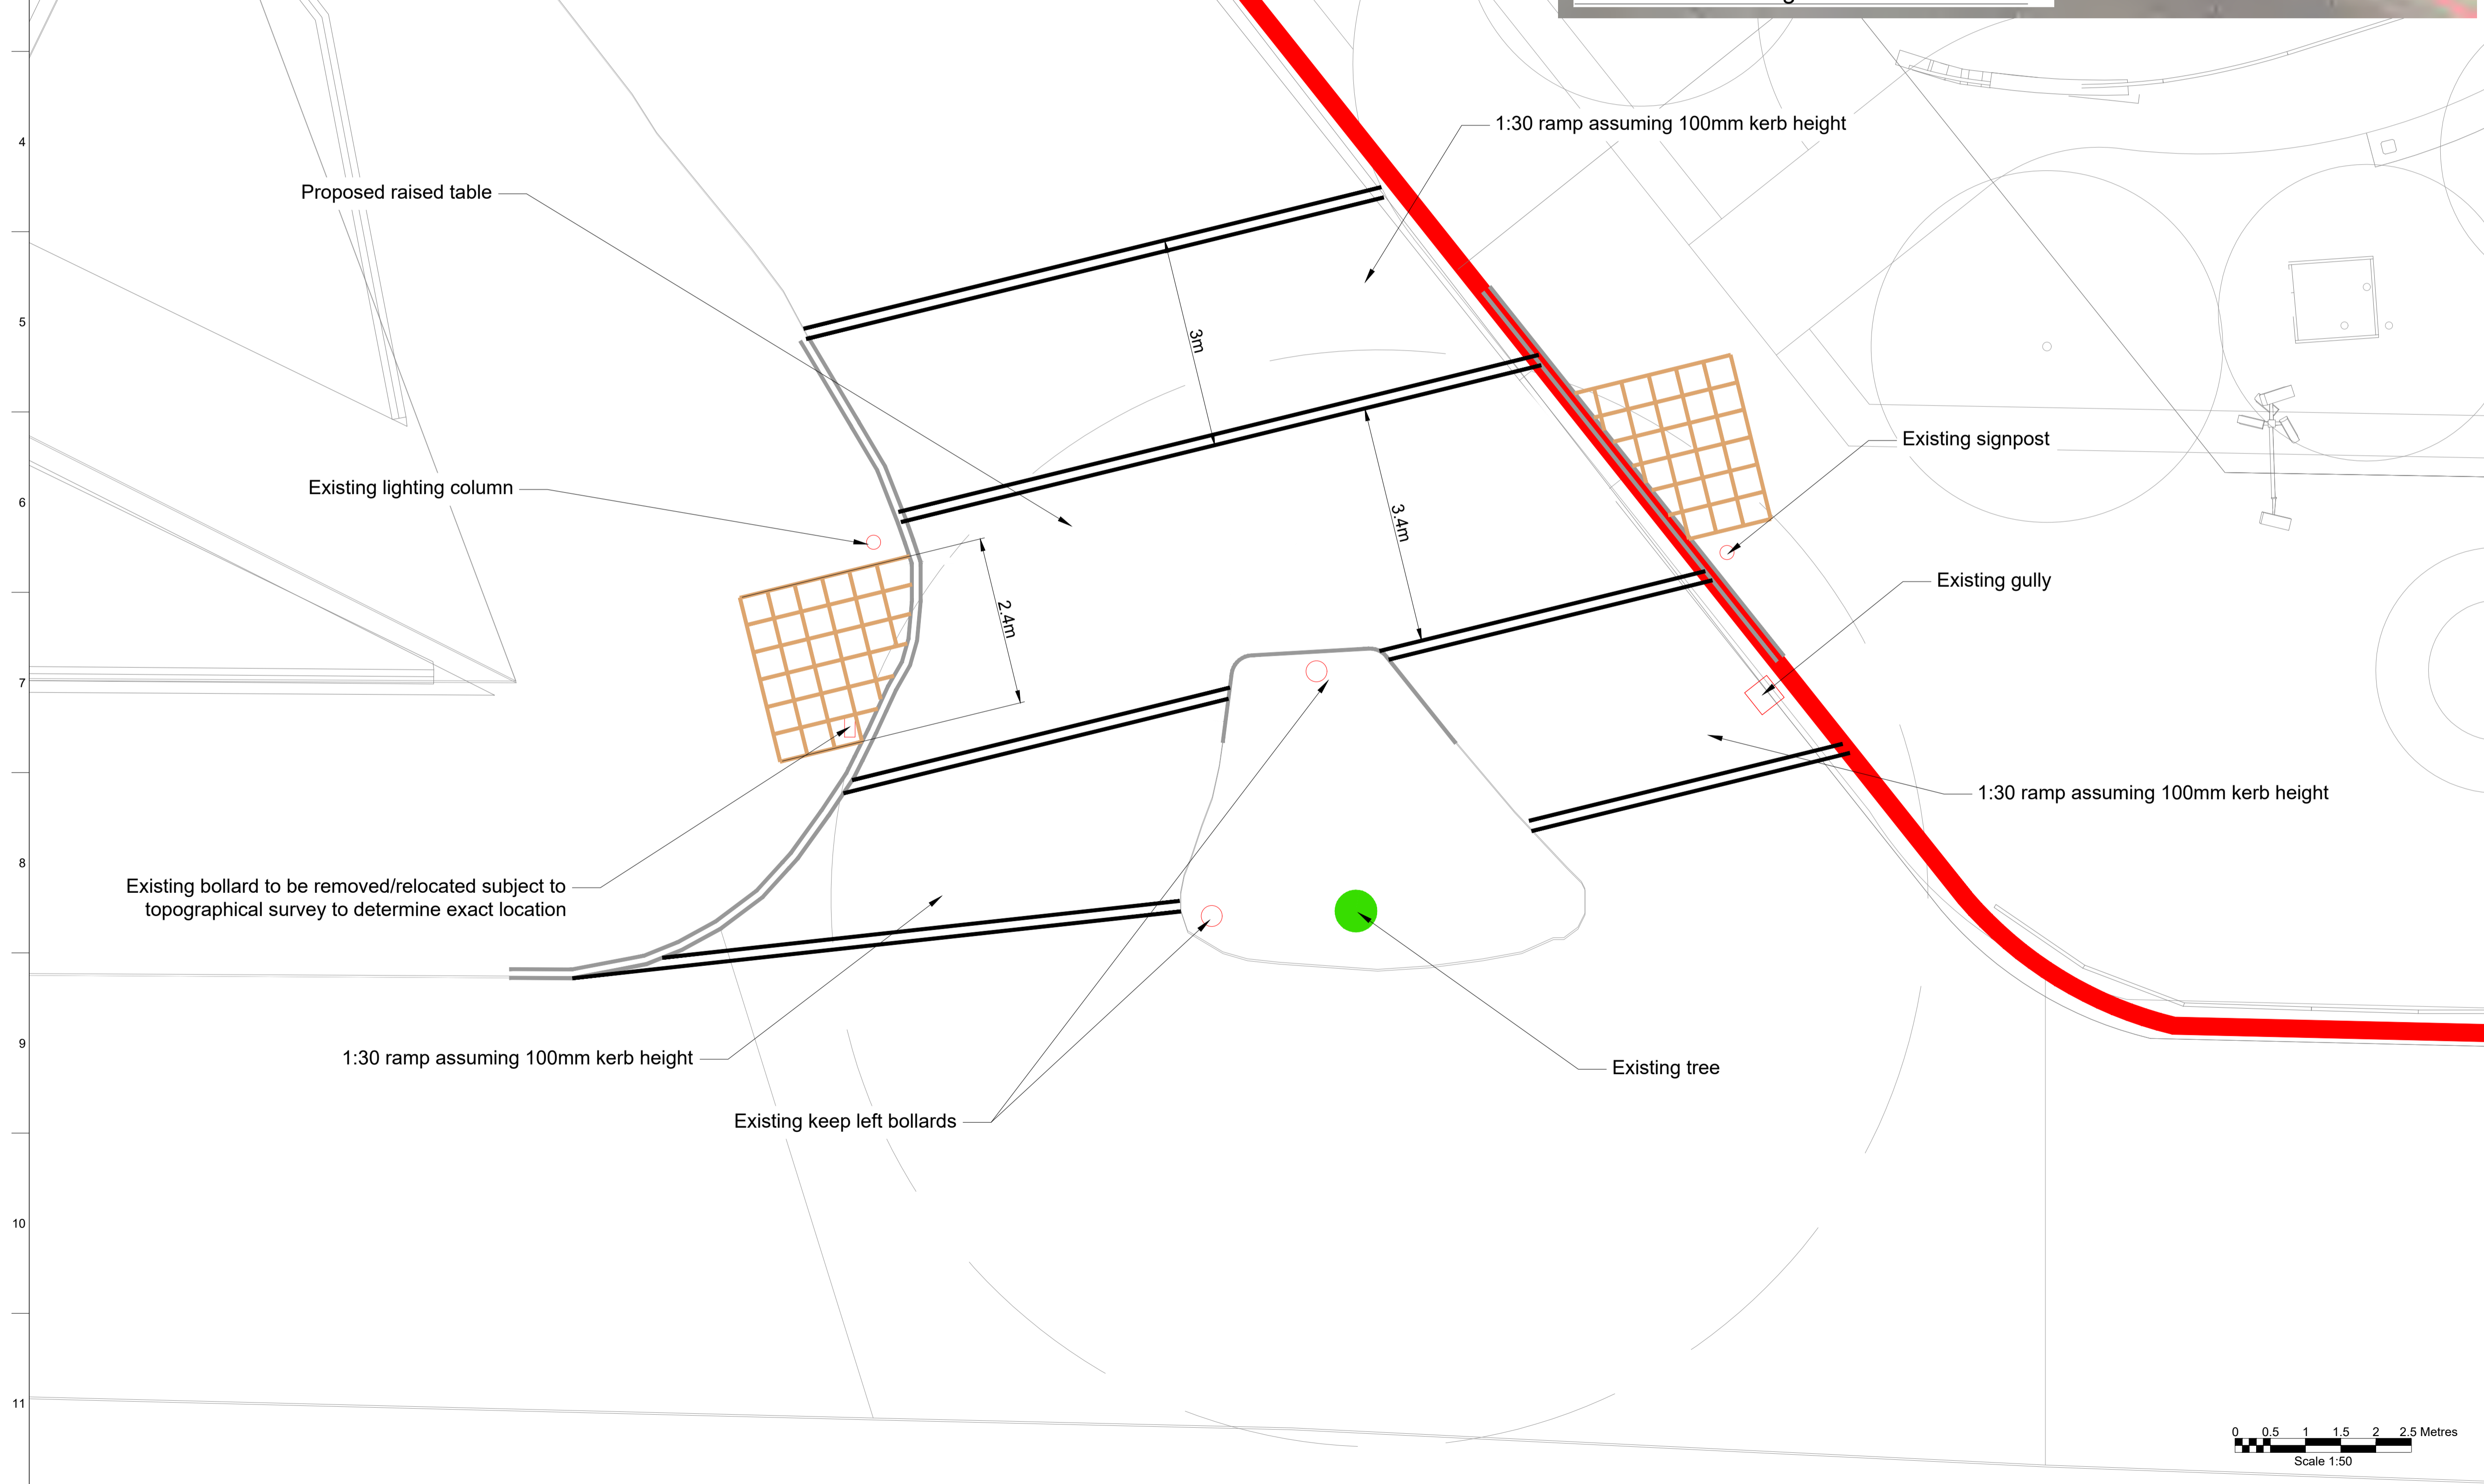 4
1:30 ramp assuming 100mm kerb height
Proposed raised table
5
3m
Existing signpost
Existing lighting column
6
3.4m
Existing gully
2.4m
7
1:30 ramp assuming 100mm kerb height
8
Existing bollard to be removed/relocated subject to
topographical survey to determine exact location
9
1:30 ramp assuming 100mm kerb height
Existing tree
Existing keep left bollards
10
11
0 0.5 1 1.5 2 2.5 Metres
Scale 1:50